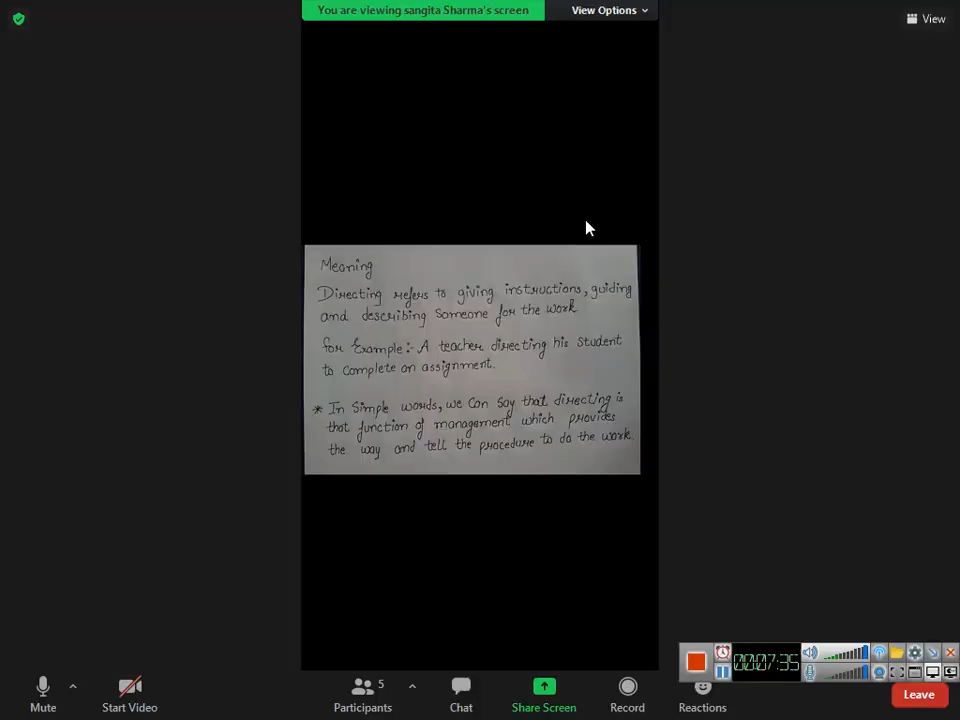 You are viewing sangita Sharma's screen
View Options
View
Meaning
Directing refers to giving instructions, guiding
and describing Someone for the work
for Example:- A teacher directing his Student
to complete an assignment.
* In Simple words, we Can Say that directing is
that function of management which provides
the way and tell the procedure to do the work.
00:07:35
Mute
Start Video
Participants
5
Chat
Share Screen
Record
Reactions
Leave